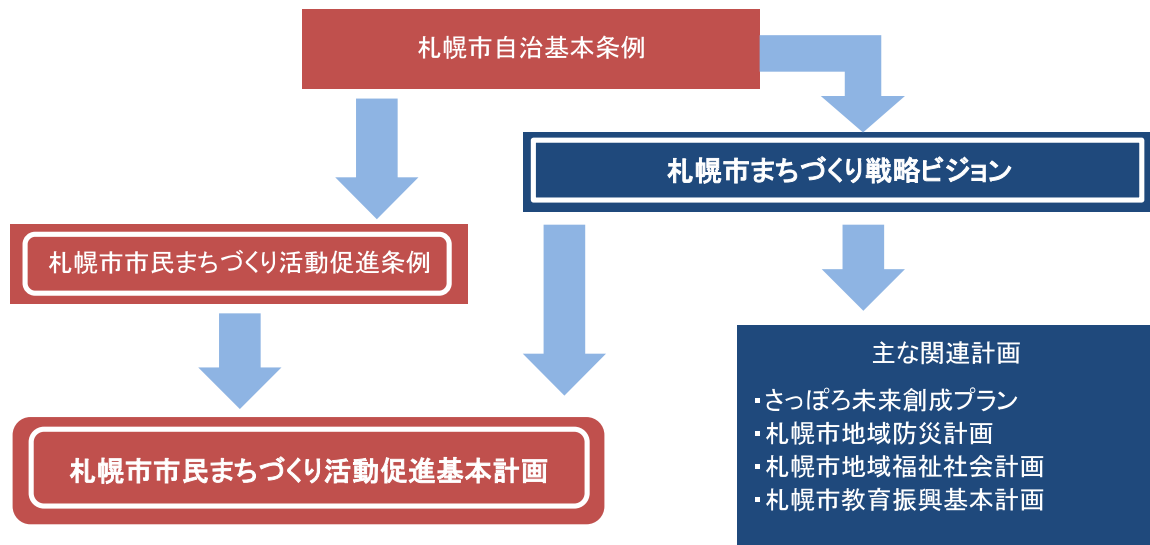 札幌市自治基本条例
札幌市まちづくり戦略ビジョン
札幌市市民まちづくり活動促進条例
札幌市市民まちづくり活動促進基本計画
主な関連計画
・さっぽろ未来創成プラン
・札幌市地域防災計画
・札幌市地域福祉社会計画
・札幌市教育振興基本計画